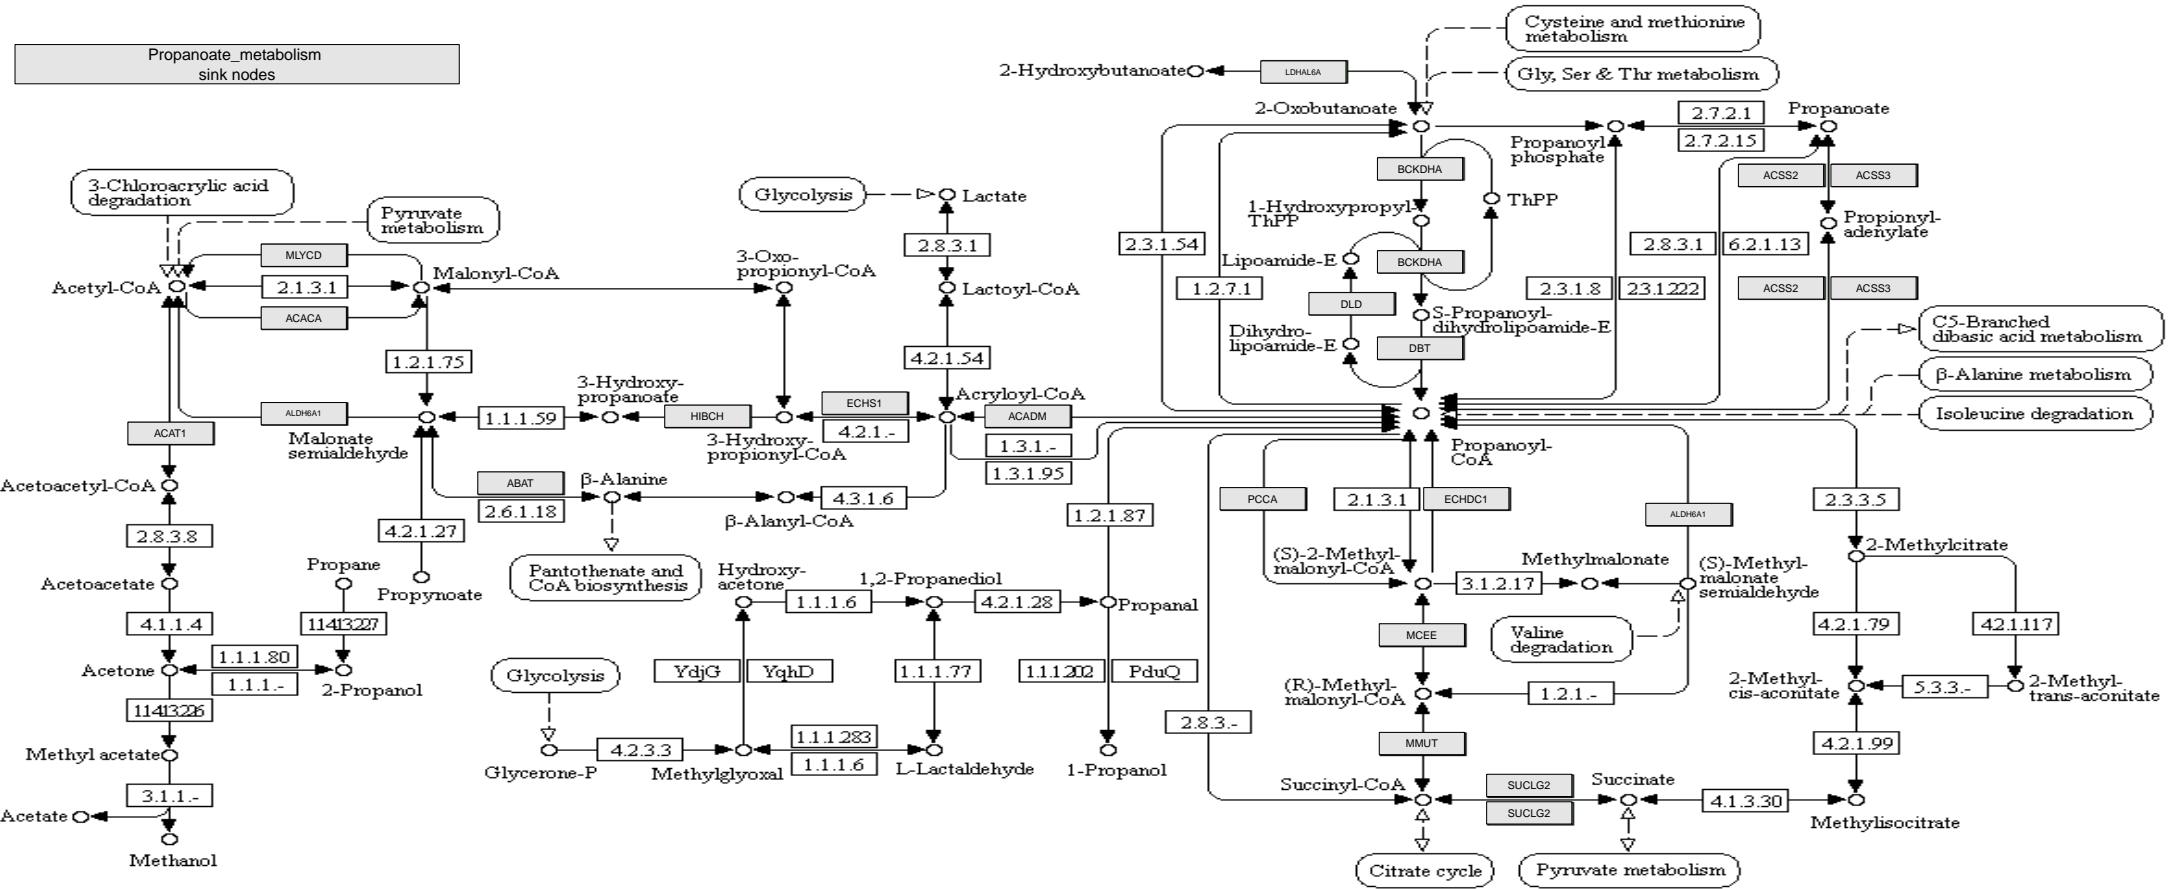 Propanoate_metabolism
sink nodes
Cysteine and methionine
metabolism
2-Hydroxybutanoate
LDHAL6A
Gly, Ser & Thr metabolism
2-Oxobutanoate
2.7.2.1
Propanoate
2.7.2.15
Propanoyl
phosphate
3-Chloroacrylic acid
degradation
Pyruvate
metabolism
Glycolysis
Lactate
BCKDHA
ThPP
1-Hydroxypropyl-
ThPP
ACSS2
ACSS3
Propionyl-
adenylate
MLYCD
Malonyl-CoA
Acetyl-CoA
2.1.3.1
ACACA
3-Oxo-
propionyl-CoA
2.8.3.1
Lactoyl-CoA
2.3.1.54
1.2.7.1
Lipoamide-E
BCKDHA
DLD
S-Propanoyl-
dihydrolipoamide-E
Dihydro-
lipoamide-E
DBT
2.3.1.8
2.3.1.222
2.8.3.1
6.2.1.13
ACSS2
ACSS3
C5-Branched
dibasic acid metabolism
β-Alanine metabolism
Isoleucine degradation
1.2.1.75
4.2.1.54
3-Hydroxy-
propanoate
Acryloyl-CoA
ALDH6A1
1.1.1.59
HIBCH
ECHS1
4.2.1.-
ACADM
ACAT1
Malonate
semialdehyde
3-Hydroxy-
propionyl-CoA
1.3.1.-
1.3.1.95
Propanoyl-
CoA
Acetoacetyl-CoA
ABAT
2.6.1.18
β-Alanine
β-Alanyl-CoA
4.3.1.6
1.2.1.87
PCCA
2.1.3.1
ECHDC1
ALDH6A1
2.3.3.5
2.8.3.8
4.2.1.27
Pantothenate and
CoA biosynthesis
(S)-2-Methyl-
malonyl-CoA
Methylmalonate
3.1.2.17
(S)-Methyl-
malonate
semialdehyde
2-Methylcitrate
Acetoacetate
Propane
Propynoate
Hydroxy-
acetone
1.1.1.6
1,2-Propanediol
4.2.1.28
Propanal
4.1.1.4
1.14.13.227
MCEE
Valine
degradation
4.2.1.79
4.2.1.117
Acetone
1.1.1.80
1.1.1.-
2-Propanol
Glycolysis
YdjG
YqhD
1.1.1.77
1.1.1.202
PduQ
(R)-Methyl-
malonyl-CoA
1.2.1.-
2-Methyl-
cis-aconitate
5.3.3.-
2-Methyl-
trans-aconitate
1.14.13.226
2.8.3.-
MMUT
4.2.1.99
Methyl acetate
Glycerone-P
4.2.3.3
Methylglyoxal
1.1.1.283
1.1.1.6
L-Lactaldehyde
1-Propanol
3.1.1.-
Acetate
Methanol
Succinyl-CoA
SUCLG2
SUCLG2
Succinate
4.1.3.30
Methylisocitrate
Citrate cycle
Pyruvate metabolism